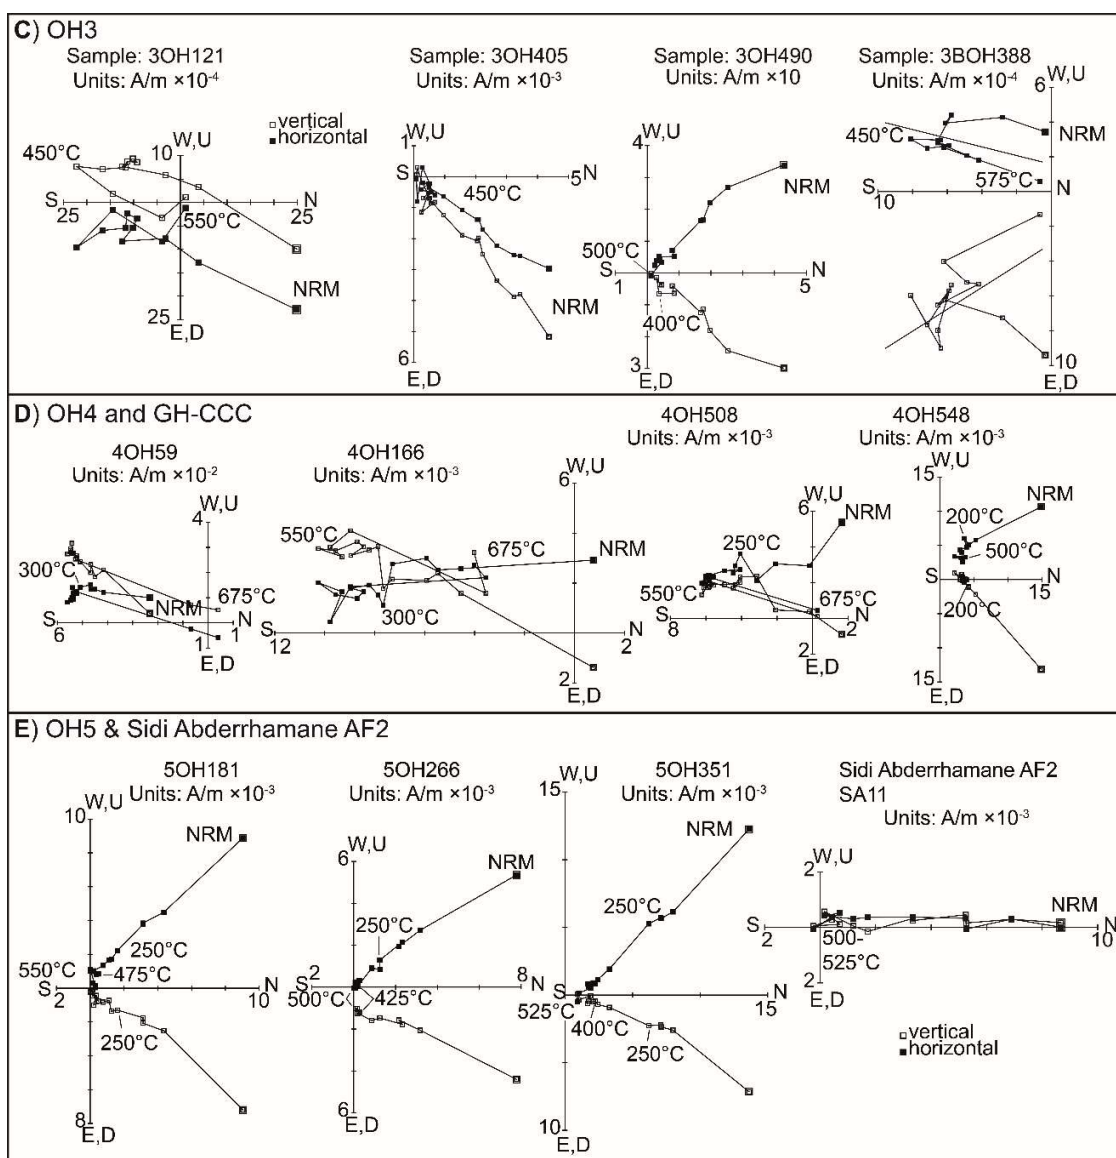 C) OH3
Sample: 3OH121
Units: A/m ×10-4
Sample: 3OH405
Units: A/m ×10-3
Sample: 3OH490
Units: A/m ×10
Sample: 3BOH388
Units: A/m ×10-4
vertical
horizontal
450°C
W,U
10
S
25
N
25
550°C
NRM
25
E,D
1
W,U
450°C
5
N
NRM
6
E,D
4
W,U
NRM
500°C
S
1
N
5
400°C
3
E,D
6
W,U
NRM
450°C
S
10
575°C
10
E,D
D) OH4 and GH-CCC
4OH59
Units: A/m ×10-2
4OH166
Units: A/m ×10-3
4OH508
Units: A/m ×10-3
4OH548
Units: A/m ×10-3
W,U
4
300°C
NRM
675°C
S
6
N
1
1
E,D
6
W,U
550°C
675°C
NRM
300°C
S
12
N
2
2
E,D
W,U
6
NRM
250°C
550°C
675°C
S
8
N
2
2
E,D
W,U
15
NRM
200°C
500°C
S
N
15
200°C
15
E,D
E) OH5 & Sidi Abderrhamane AF2
5OH181
Units: A/m ×10-3
5OH266
Units: A/m ×10-3
5OH351
Units: A/m ×10-3
Sidi Abderrhamane AF2
SA11
Units: A/m ×10-3
10
W,U
NRM
250°C
550°C
475°C
S
2
N
10
250°C
8
E,D
W,U
6
NRM
250°C
S
2
8
N
500°C
425°C
6
E,D
W,U
15
NRM
250°C
S
N
15
525°C
400°C
250°C
10
E,D
W,U
2
NRM
S
2
N
10
500-
525°C
2
E,D
vertical
horizontal